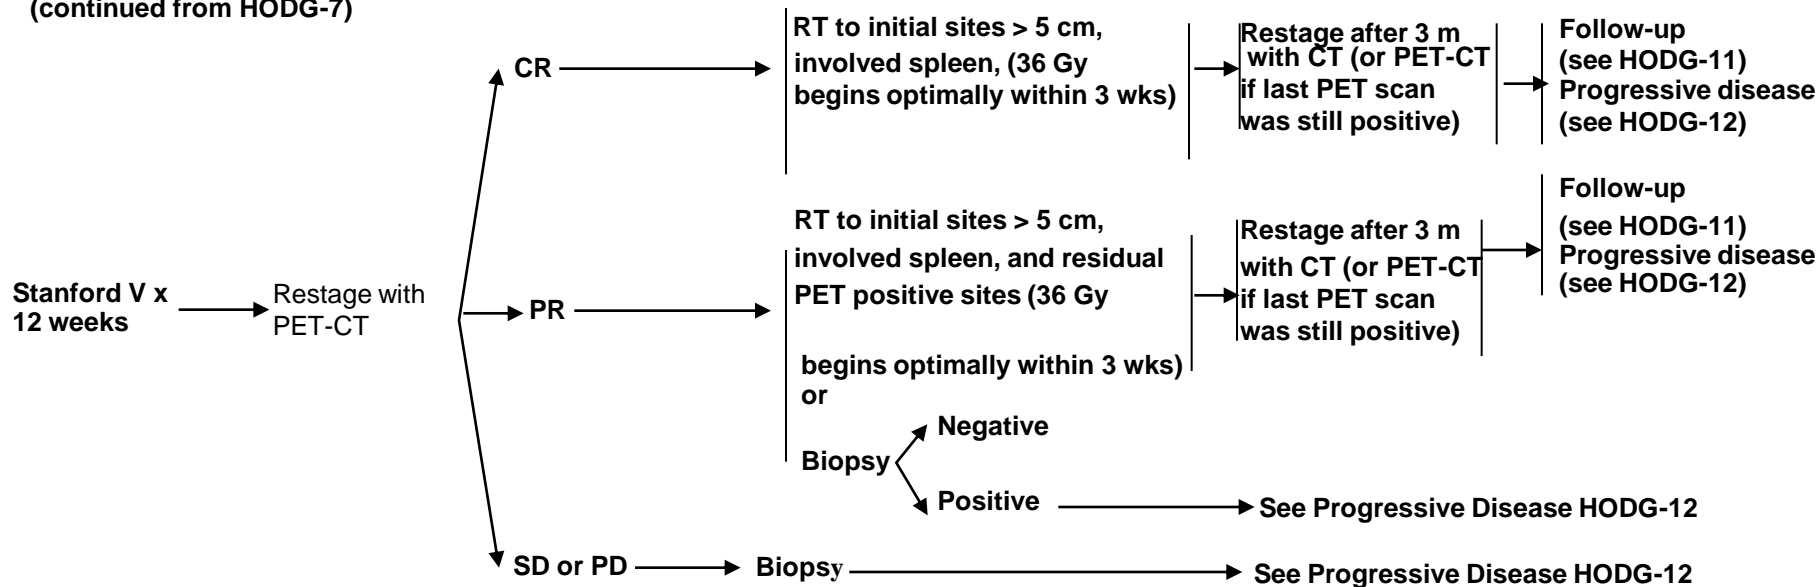 (continued from HODG-7)
CR
RT to initial sites > 5 cm,
involved spleen, (36 Gy
begins optimally within 3 wks)
Restage after 3 m
with CT (or PET-CT
if last PET scan
was still positive)
Follow-up
(see HODG-11)
Progressive disease
(see HODG-12)
Stanford V x
12 weeks
Restage with
PET-CT
PR
RT to initial sites > 5 cm,
involved spleen, and residual
PET positive sites (36 Gy
begins optimally within 3 wks)
or
Restage after 3 m
with CT (or PET-CT
if last PET scan
was still positive)
Follow-up
(see HODG-11)
Progressive disease
(see HODG-12)
Biopsy
Negative
Positive
See Progressive Disease HODG-12
SD or PD
Biopsy
See Progressive Disease HODG-12